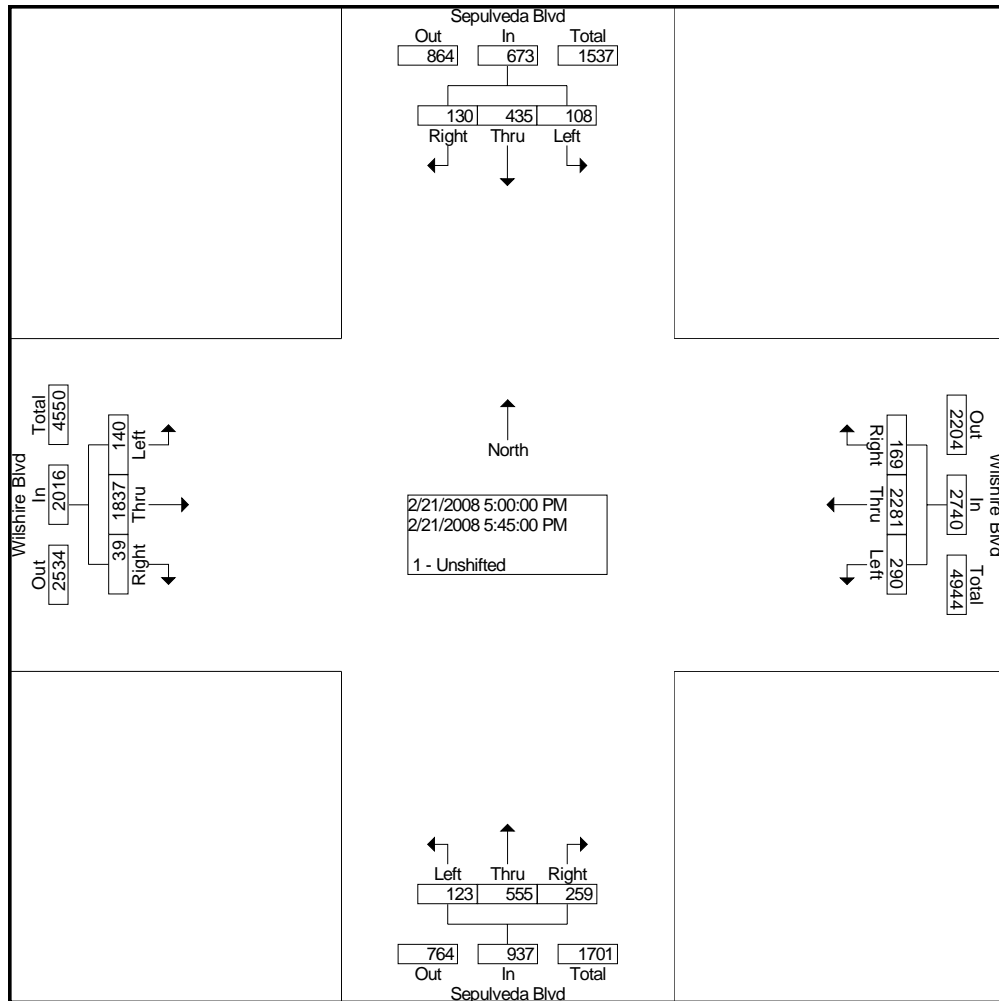 Sepulveda Blvd
Out In Total
864 673 1537
130 435 108
Right Thru Left
Wilshire Blvd
Total In Out
4550 2016 2534
140 1837 39
Left Thru Right
North
2/21/2008 5:00:00 PM
2/21/2008 5:45:00 PM
1 - Unshifted
Right Thru Left
169 2281 290
Out In Total
2204 2740 4944
Wilshire Blvd
Left Thru Right
123 555 259
764 937 1701
Out In Total
Sepulveda Blvd